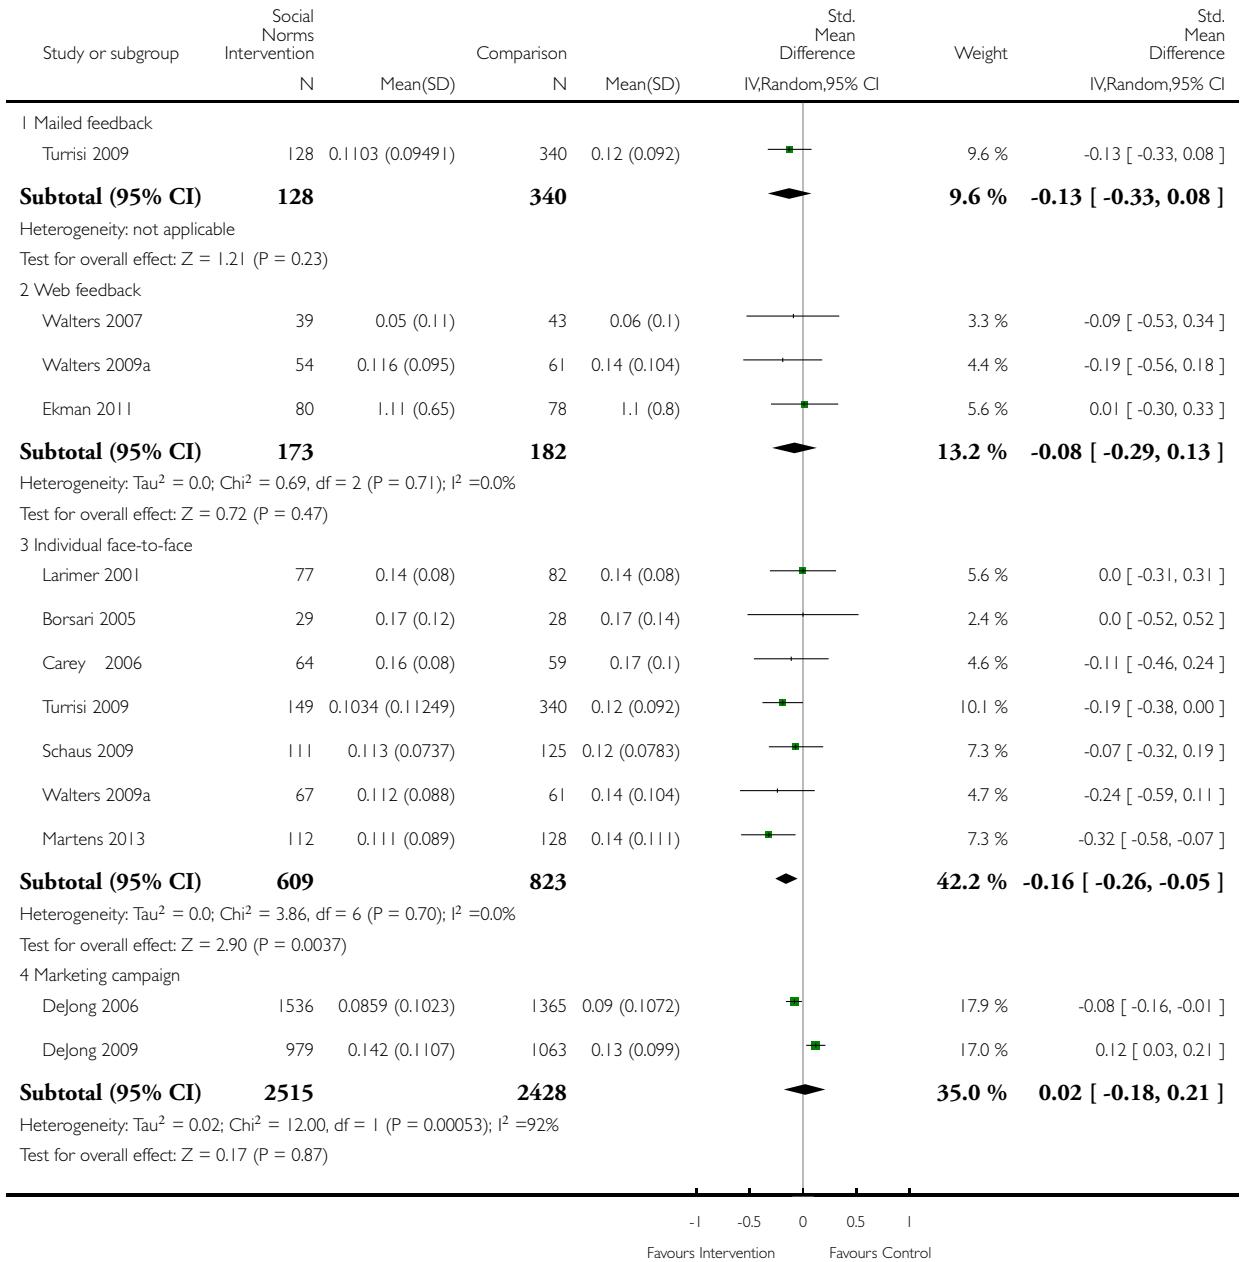 Social
Norms
Study or subgroup Intervention Comparison
Std.
Mean
Difference Weight
Std.
Mean
Difference
N Mean(SD) N Mean(SD) IV,Random,95% CI IV,Random,95% CI
1 Mailed feedback
Turrisi 2009 128 0.1103 (0.09491) 340 0.12 (0.092) 9.6 % -0.13 [ -0.33, 0.08 ]
Subtotal (95% CI) 128 340 9.6 % -0.13 [ -0.33, 0.08 ]
Heterogeneity: not applicable
Test for overall effect: Z = 1.21 (P = 0.23)
2 Web feedback
Walters 2007 39 0.05 (0.11) 43 0.06 (0.1) 3.3 % -0.09 [ -0.53, 0.34 ]
Walters 2009a 54 0.116 (0.095) 61 0.14 (0.104) 4.4 % -0.19 [ -0.56, 0.18 ]
Ekman 2011 80 1.11 (0.65) 78 1.1 (0.8) 5.6 % 0.01 [ -0.30, 0.33 ]
Subtotal (95% CI) 173 182 13.2 % -0.08 [ -0.29, 0.13 ]
Heterogeneity: Tau² = 0.0; Chi² = 0.69, df = 2 (P = 0.71); I² =0.0%
Test for overall effect: Z = 0.72 (P = 0.47)
3 Individual face-to-face
Larimer 2001 77 0.14 (0.08) 82 0.14 (0.08) 5.6 % 0.0 [ -0.31, 0.31 ]
Borsari 2005 29 0.17 (0.12) 28 0.17 (0.14) 2.4 % 0.0 [ -0.52, 0.52 ]
Carey 2006 64 0.16 (0.08) 59 0.17 (0.1) 4.6 % -0.11 [ -0.46, 0.24 ]
Turrisi 2009 149 0.1034 (0.11249) 340 0.12 (0.092) 10.1 % -0.19 [ -0.38, 0.00 ]
Schaus 2009 111 0.113 (0.0737) 125 0.12 (0.0783) 7.3 % -0.07 [ -0.32, 0.19 ]
Walters 2009a 67 0.112 (0.088) 61 0.14 (0.104) 4.7 % -0.24 [ -0.59, 0.11 ]
Martens 2013 112 0.111 (0.089) 128 0.14 (0.111) 7.3 % -0.32 [ -0.58, -0.07 ]
Subtotal (95% CI) 609 823 42.2 % -0.16 [ -0.26, -0.05 ]
Heterogeneity: Tau² = 0.0; Chi² = 3.86, df = 6 (P = 0.70); I² =0.0%
Test for overall effect: Z = 2.90 (P = 0.0037)
4 Marketing campaign
DeJong 2006 1536 0.0859 (0.1023) 1365 0.09 (0.1072) 17.9 % -0.08 [ -0.16, -0.01 ]
DeJong 2009 979 0.142 (0.1107) 1063 0.13 (0.099) 17.0 % 0.12 [ 0.03, 0.21 ]
Subtotal (95% CI) 2515 2428 35.0 % 0.02 [ -0.18, 0.21 ]
Heterogeneity: Tau² = 0.02; Chi² = 12.00, df = 1 (P = 0.00053); I² =92%
Test for overall effect: Z = 0.17 (P = 0.87)
-1 -0.5 0 0.5 1
Favours Intervention Favours Control